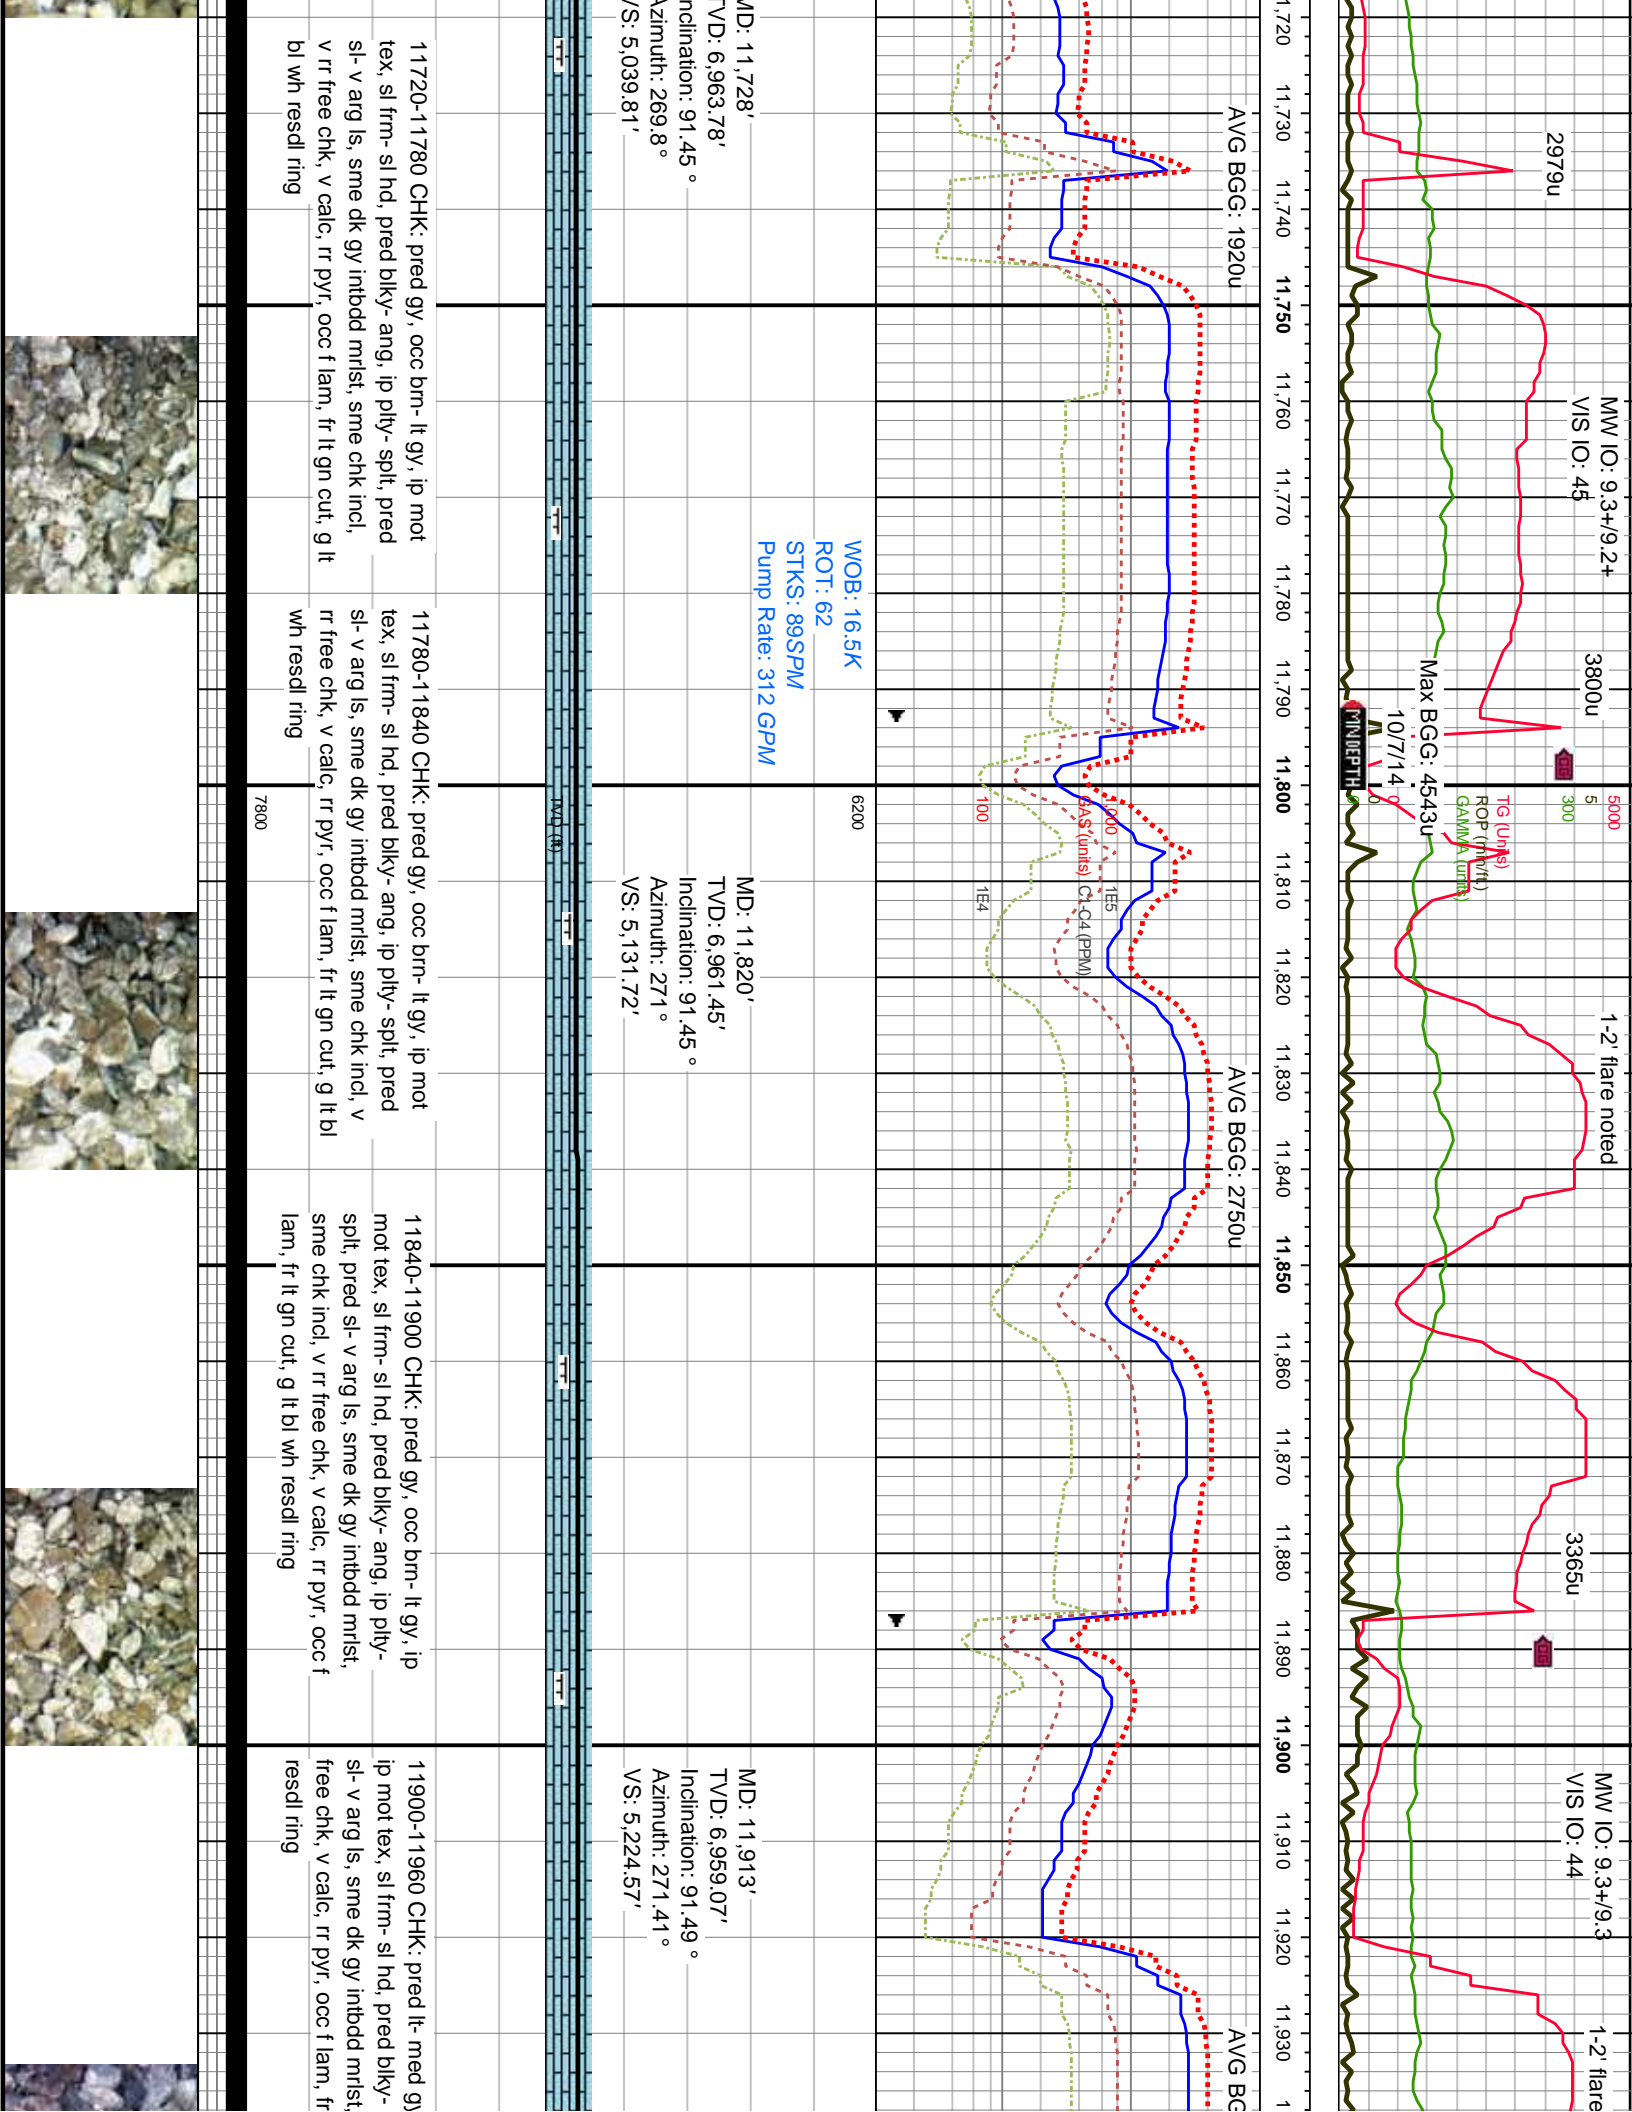 2979u
MW IO: 9.3+/9.2+
VIS IO: 45
3800u
Max BGG: 4543u
10/7/14
MNDEPTH
1-2' flare noted
3365u
MW IO: 9.3+/9.3
VIS IO: 44
1-2' flare
5000
5
300
TG (Units)
ROP (min/ft)
GAMMA (units)
0
0
1,720
11,730
11,740
11,750
11,760
11,770
11,780
11,790
11,800
11,810
11,820
11,830
11,840
11,850
11,860
11,870
11,880
11,890
11,900
11,910
11,920
11,930
AVG BGG: 1920u
AVG BGG: 2750u
AVG BG
1,000
100
GAS (units)
C1-C4 (PPM)
1E5
1E4
WOB: 16.5K
ROT: 62
STKS: 89SPM
Pump Rate: 312 GPM
6200
7800
TVD (ft)
MD: 11,728'
TVD: 6,963.78'
Inclination: 91.45 °
Azimuth: 269.8°
VS: 5,039.81'
MD: 11,820'
TVD: 6,961.45'
Inclination: 91.45 °
Azimuth: 271°
VS: 5,131.72'
MD: 11,913'
TVD: 6,959.07'
Inclination: 91.49 °
Azimuth: 271.41°
VS: 5,224.57'
11720-11780 CHK: pred gy, occ brn- lt gy, ip mot
tex, sl frm- sl hd, pred blky- ang, ip plty- splt, pred
sl- v arg ls, sme dk gy intbdd mrlst, sme chk incl,
v rr free chk, v calc, rr pyr, occ f lam, fr lt gn cut, g lt
bl wh resdl ring
11780-11840 CHK: pred gy, occ brn- lt gy, ip mot
tex, sl frm- sl hd, pred blky- ang, ip plty- splt, pred
sl- v arg ls, sme dk gy intbdd mrlst, sme chk incl, v
rr free chk, v calc, rr pyr, occ f lam, fr lt gn cut, g lt bl
wh resdl ring
11840-11900 CHK: pred gy, occ brn- lt gy, ip
mot tex, sl frm- sl hd, pred blky- ang, ip plty-
splt, pred sl- v arg ls, sme dk gy intbdd mrlst,
sme chk incl, v rr free chk, v calc, rr pyr, occ f
lam, fr lt gn cut, g lt bl wh resdl ring
11900-11960 CHK: pred lt- med gy
ip mot tex, sl frm- sl hd, pred blky-
sl- v arg ls, sme dk gy intbdd mrlst,
free chk, v calc, rr pyr, occ f lam, fr
resdl ring